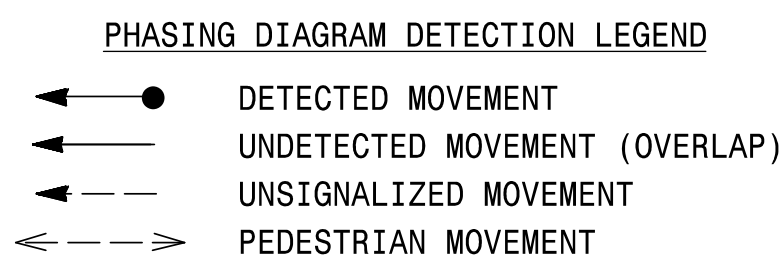 PHASING DIAGRAM DETECTION LEGEND
DETECTED MOVEMENT
UNDETECTED MOVEMENT (OVERLAP)
UNSIGNALIZED MOVEMENT
PEDESTRIAN MOVEMENT